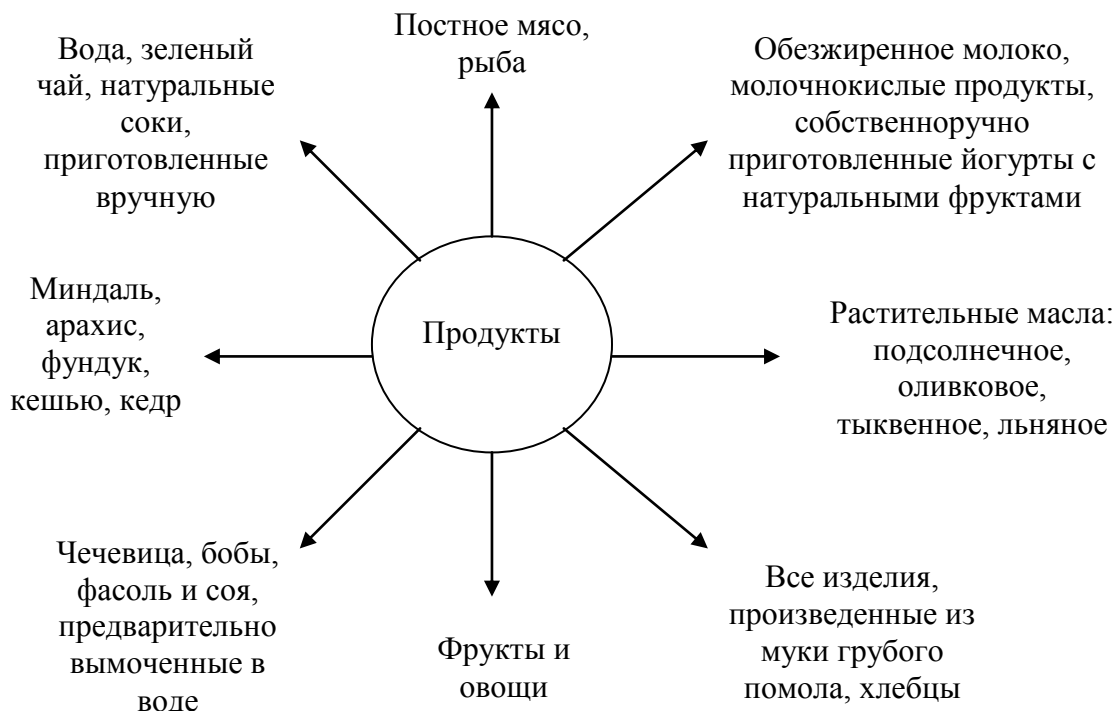 Вода, зеленый
чай, натуральные
соки,
приготовленные
вручную
Постное мясо,
рыба
Обезжиренное молоко,
молочнокислые продукты,
собственноручно
приготовленные йогурты с
натуральными фруктами
Миндаль,
арахис,
фундук,
кешью, кедр
Продукты
Растительные масла:
подсолнечное,
оливковое,
тыквенное, льняное
Чечевица, бобы,
фасоль и соя,
предварительно
вымоченные в
воде
Фрукты и
овощи
Все изделия,
произведенные из
муки грубого
помола, хлебцы